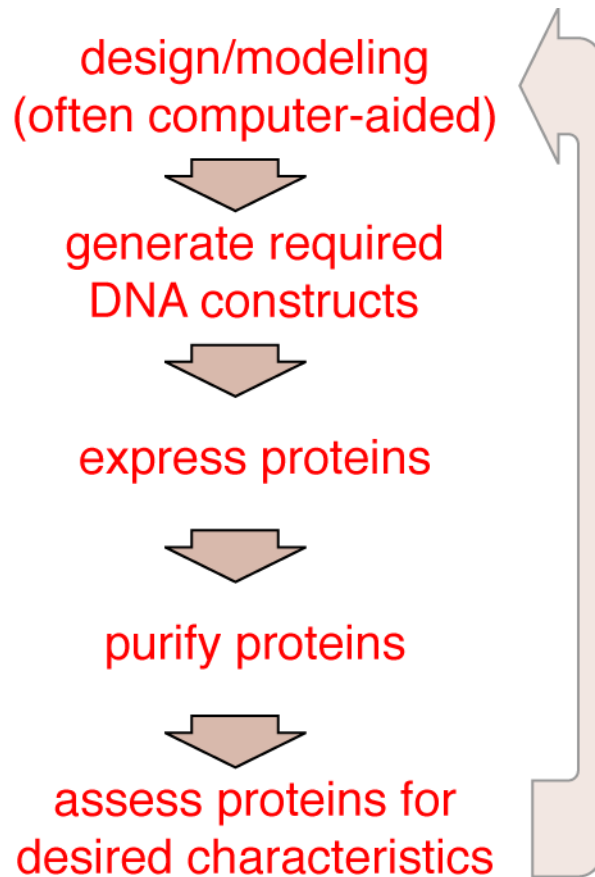 design/modeling
(often computer-aided)
generate required
DNA constructs
express proteins
purify proteins
assess proteins for
desired characteristics